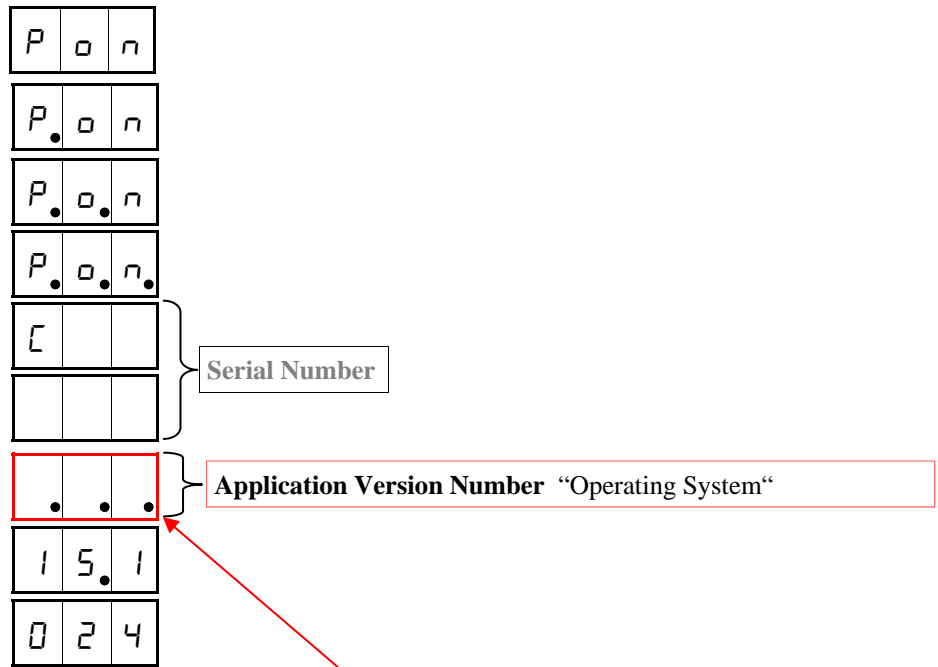 P o n
P. o n
P. o. n
P. o. n.
C
Serial Number
. . .
Application Version Number “Operating System“
1 5. 1
0 2 4